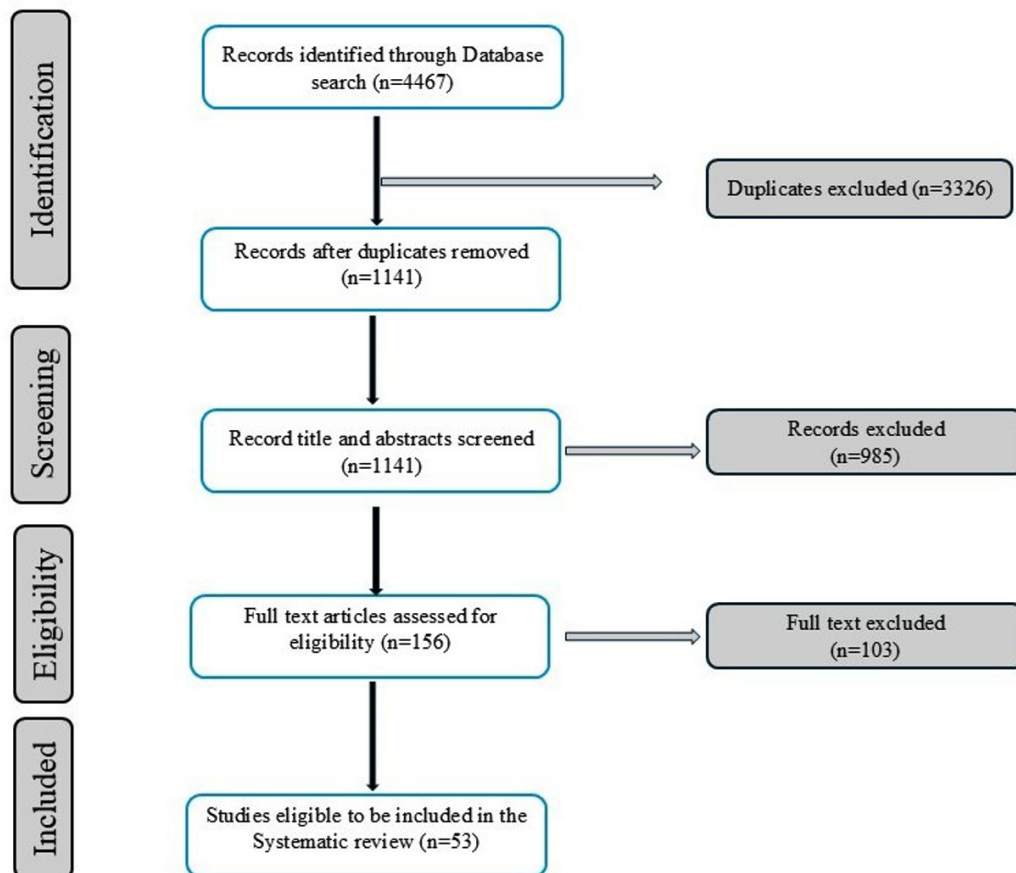 Identification
Records identified through Database
search (n=4467)
Duplicates excluded (n=3326)
Records after duplicates removed
(n=1141)
Screening
Record title and abstracts screened
(n=1141)
Records excluded
(n=985)
Eligibility
Full text articles assessed for
eligibility (n=156)
Full text excluded
(n=103)
Included
Studies eligible to be included in the
Systematic review (n=53)